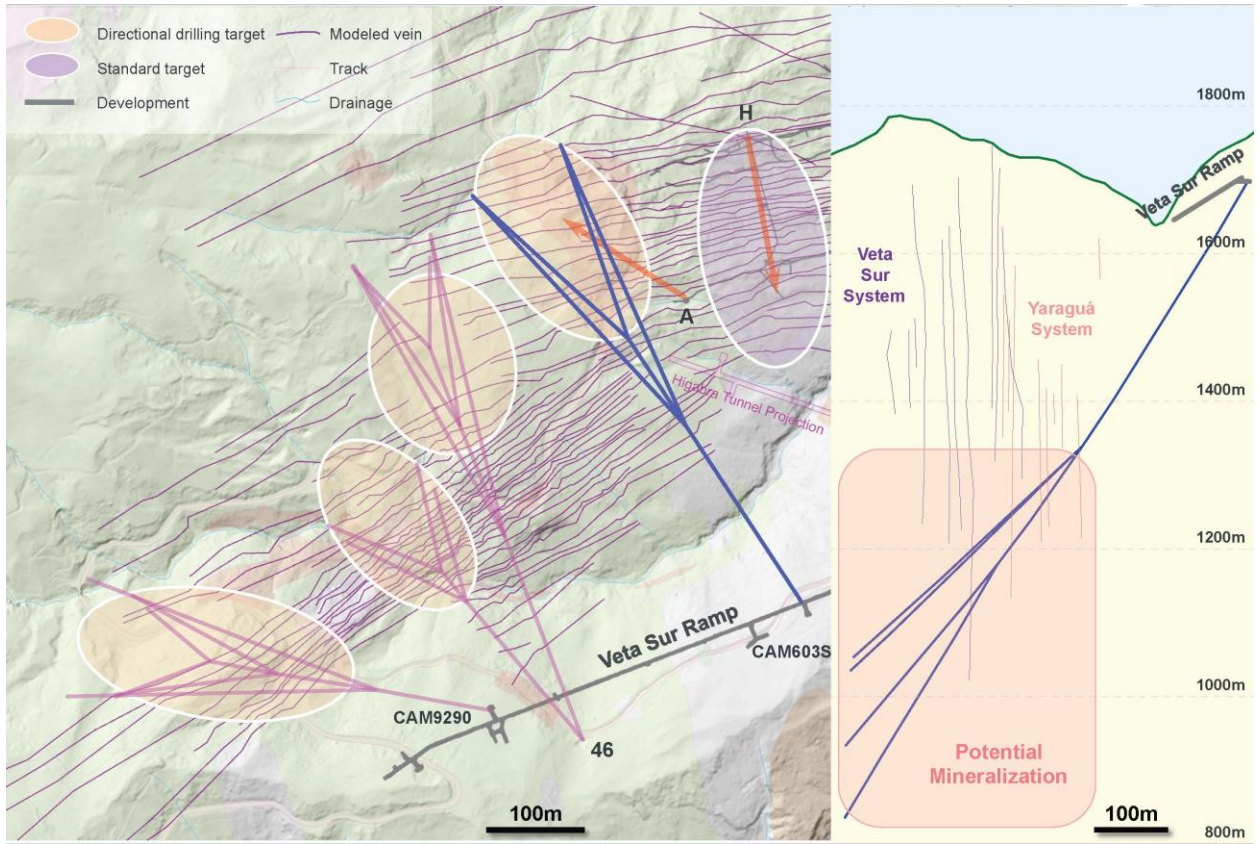 Directional drilling target
Modeled vein
Standard target
Track
Development
Drainage
H
A
Higabra Tunnel Projection
Veta Sur Ramp
CAM603S
CAM9290
46
100m
1800m
Veta Sur Ramp
1600m
Veta
Sur
System
Yaraguá
System
1400m
1200m
1000m
Potential
Mineralization
100m
800m